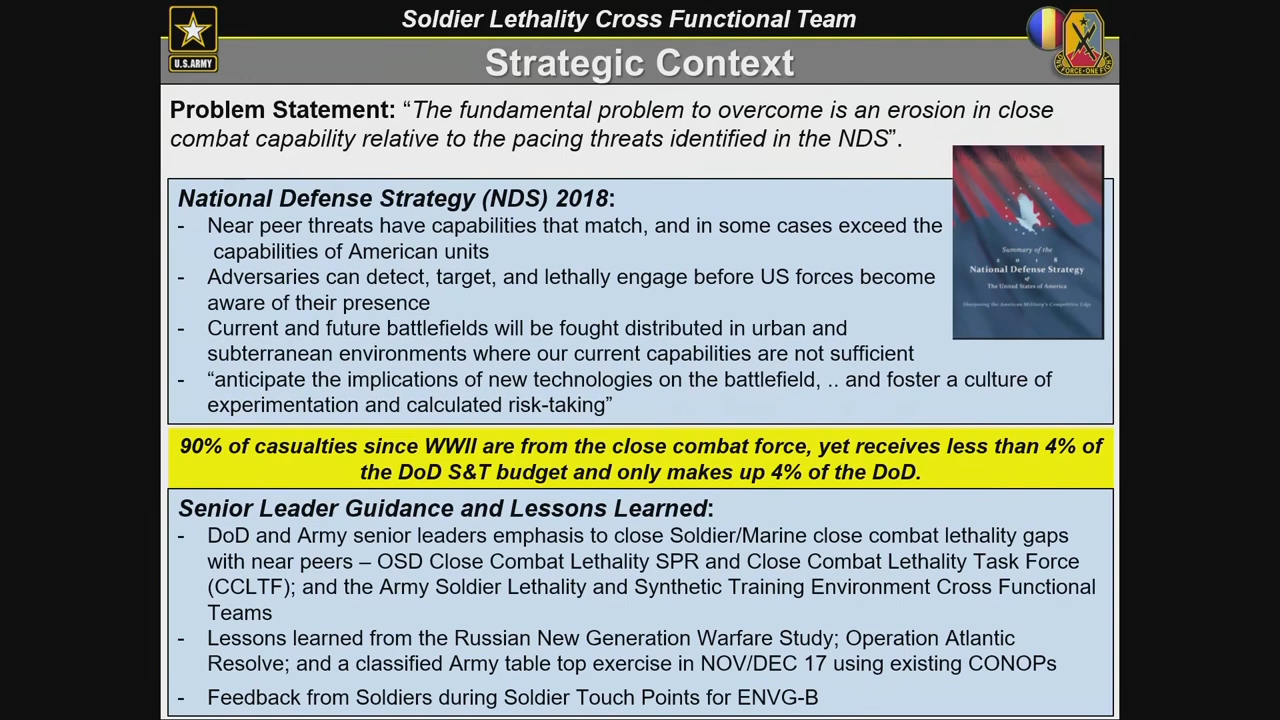 Soldier Lethality Cross Functional Team
U.S.ARMY
Strategic Context
FORCE • ONE FIGHT
Problem Statement: “The fundamental problem to overcome is an erosion in close
combat capability relative to the pacing threats identified in the NDS”.
National Defense Strategy (NDS) 2018:
- Near peer threats have capabilities that match, and in some cases exceed the
capabilities of American units
- Adversaries can detect, target, and lethally engage before US forces become
aware of their presence
- Current and future battlefields will be fought distributed in urban and
subterranean environments where our current capabilities are not sufficient
- “anticipate the implications of new technologies on the battlefield, .. and foster a culture of
experimentation and calculated risk-taking”
Summary of the
2018
National Defense Strategy
of
The United States of America
Sharpening the American Military's Competitive Edge
90% of casualties since WWII are from the close combat force, yet receives less than 4% of
the DoD S&T budget and only makes up 4% of the DoD.
Senior Leader Guidance and Lessons Learned:
- DoD and Army senior leaders emphasis to close Soldier/Marine close combat lethality gaps
with near peers – OSD Close Combat Lethality SPR and Close Combat Lethality Task Force
(CCLTF); and the Army Soldier Lethality and Synthetic Training Environment Cross Functional
Teams
- Lessons learned from the Russian New Generation Warfare Study; Operation Atlantic
Resolve; and a classified Army table top exercise in NOV/DEC 17 using existing CONOPs
- Feedback from Soldiers during Soldier Touch Points for ENVG-B